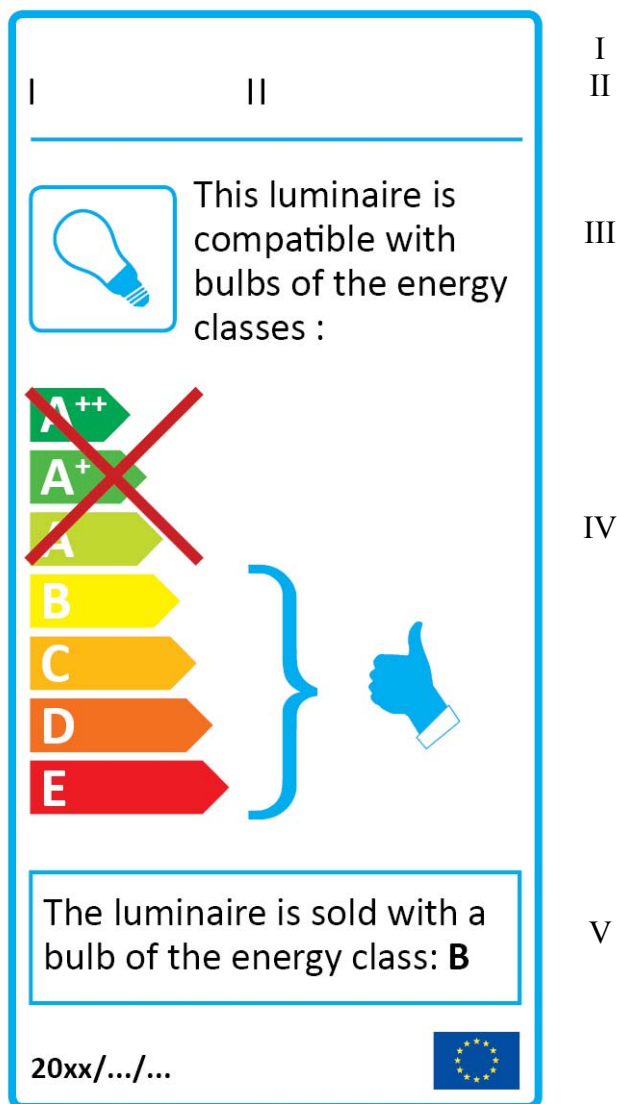 I
II
I II
This luminaire is
compatible with
bulbs of the energy
classes :
III
A++
A+
A
IV
B
C
D
E
The luminaire is sold with a
bulb of the energy class: B
V
20xx/.../...